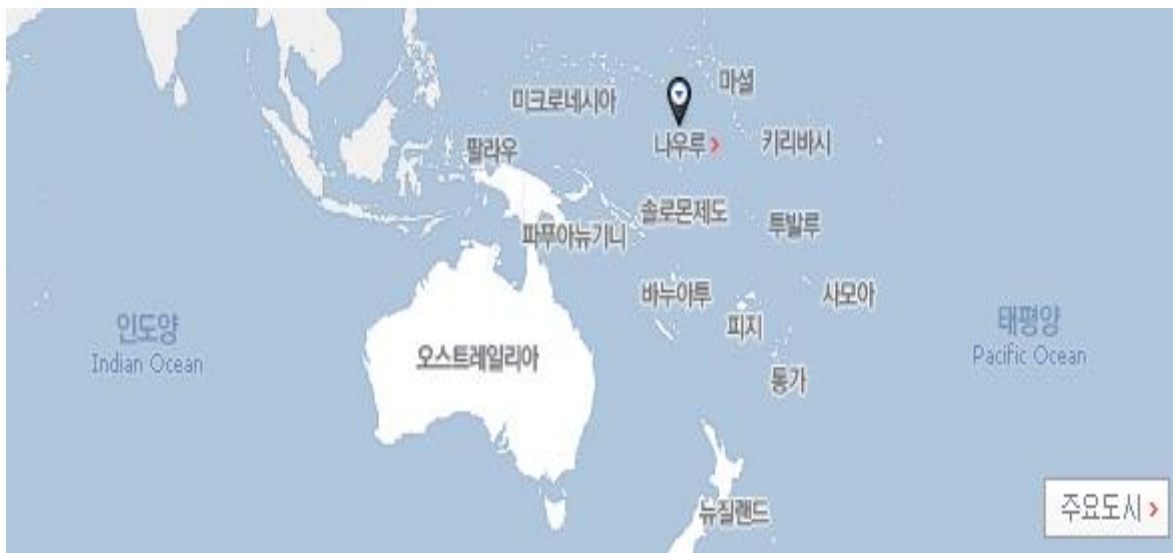 마셜
미크로네시아
나우루 >
키리바시
팔라우
솔로몬제도
투발루
파푸아뉴기니
바누아투
사모아
피지
인도양
Indian Ocean
오스트레일리아
태평양
Pacific Ocean
통가
뉴질랜드
주요도시 >